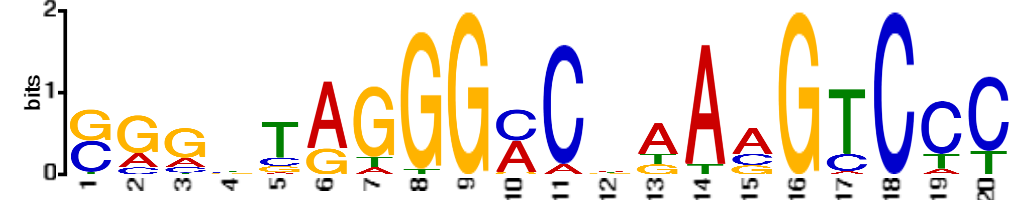 2
1
0
bits
G G G T A G G G C C A A A G T C C C
C A A C G T T A A T T C C T T
C C G A A G G A A
1 2 3 4 5 6 7 8 9 10 11 12 13 14 15 16 17 18 19 20